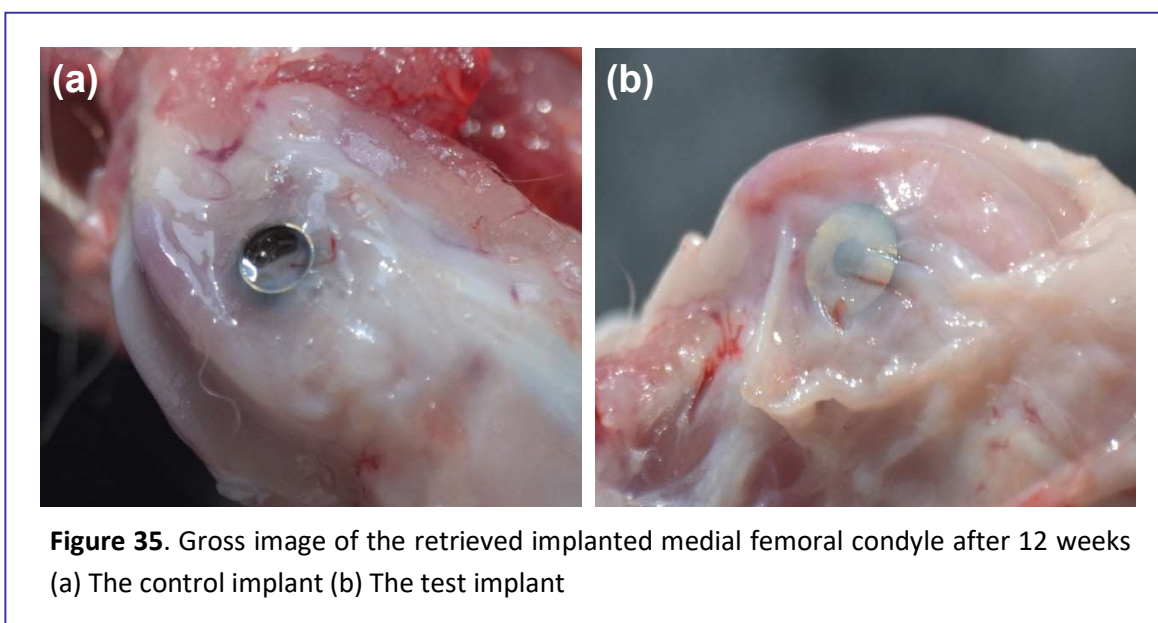 (a)
(b)
Figure 35. Gross image of the retrieved implanted medial femoral condyle after 12 weeks
(a) The control implant (b) The test implant